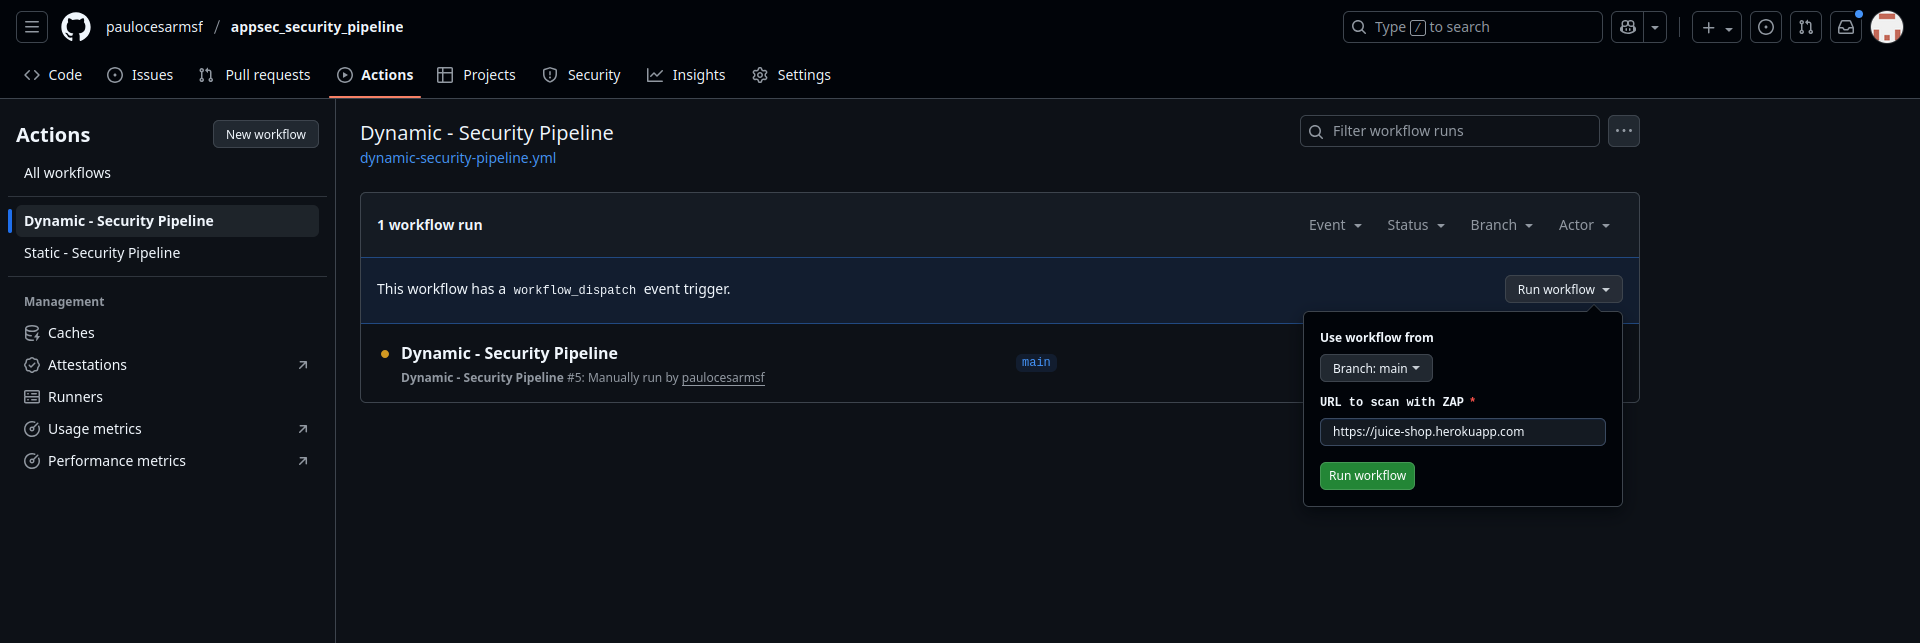 paulocesarmsf / appsec_security_pipeline
Type / to search
Code
Issues
Pull requests
Actions
Projects
Security
Insights
Settings
Actions
New workflow
All workflows
Dynamic - Security Pipeline
Static - Security Pipeline
Management
Caches
Attestations
Runners
Usage metrics
Performance metrics
Dynamic - Security Pipeline
dynamic-security-pipeline.yml
Filter workflow runs
1 workflow run
Event
Status
Branch
Actor
This workflow has a workflow_dispatch event trigger.
Run workflow
Dynamic - Security Pipeline
Dynamic - Security Pipeline #5: Manually run by paulocesarmsf
main
Use workflow from
Branch: main
URL to scan with ZAP *
https://juice-shop.herokuapp.com
Run workflow